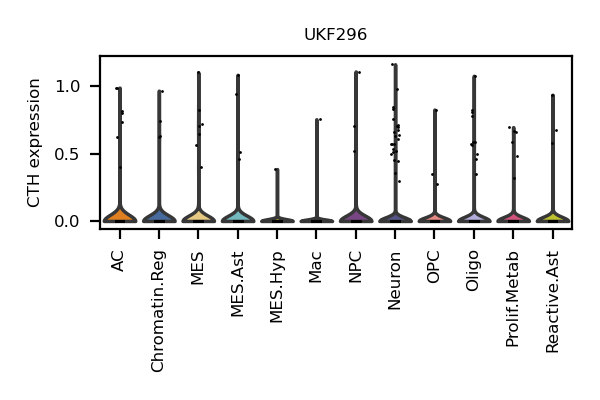 UKF296
CTH expression
1.0
0.5
0.0
AC
Chromatin.Reg
MES
MES.Ast
MES.Hyp
Mac
NPC
Neuron
OPC
Oligo
Prolif.Metab
Reactive.Ast